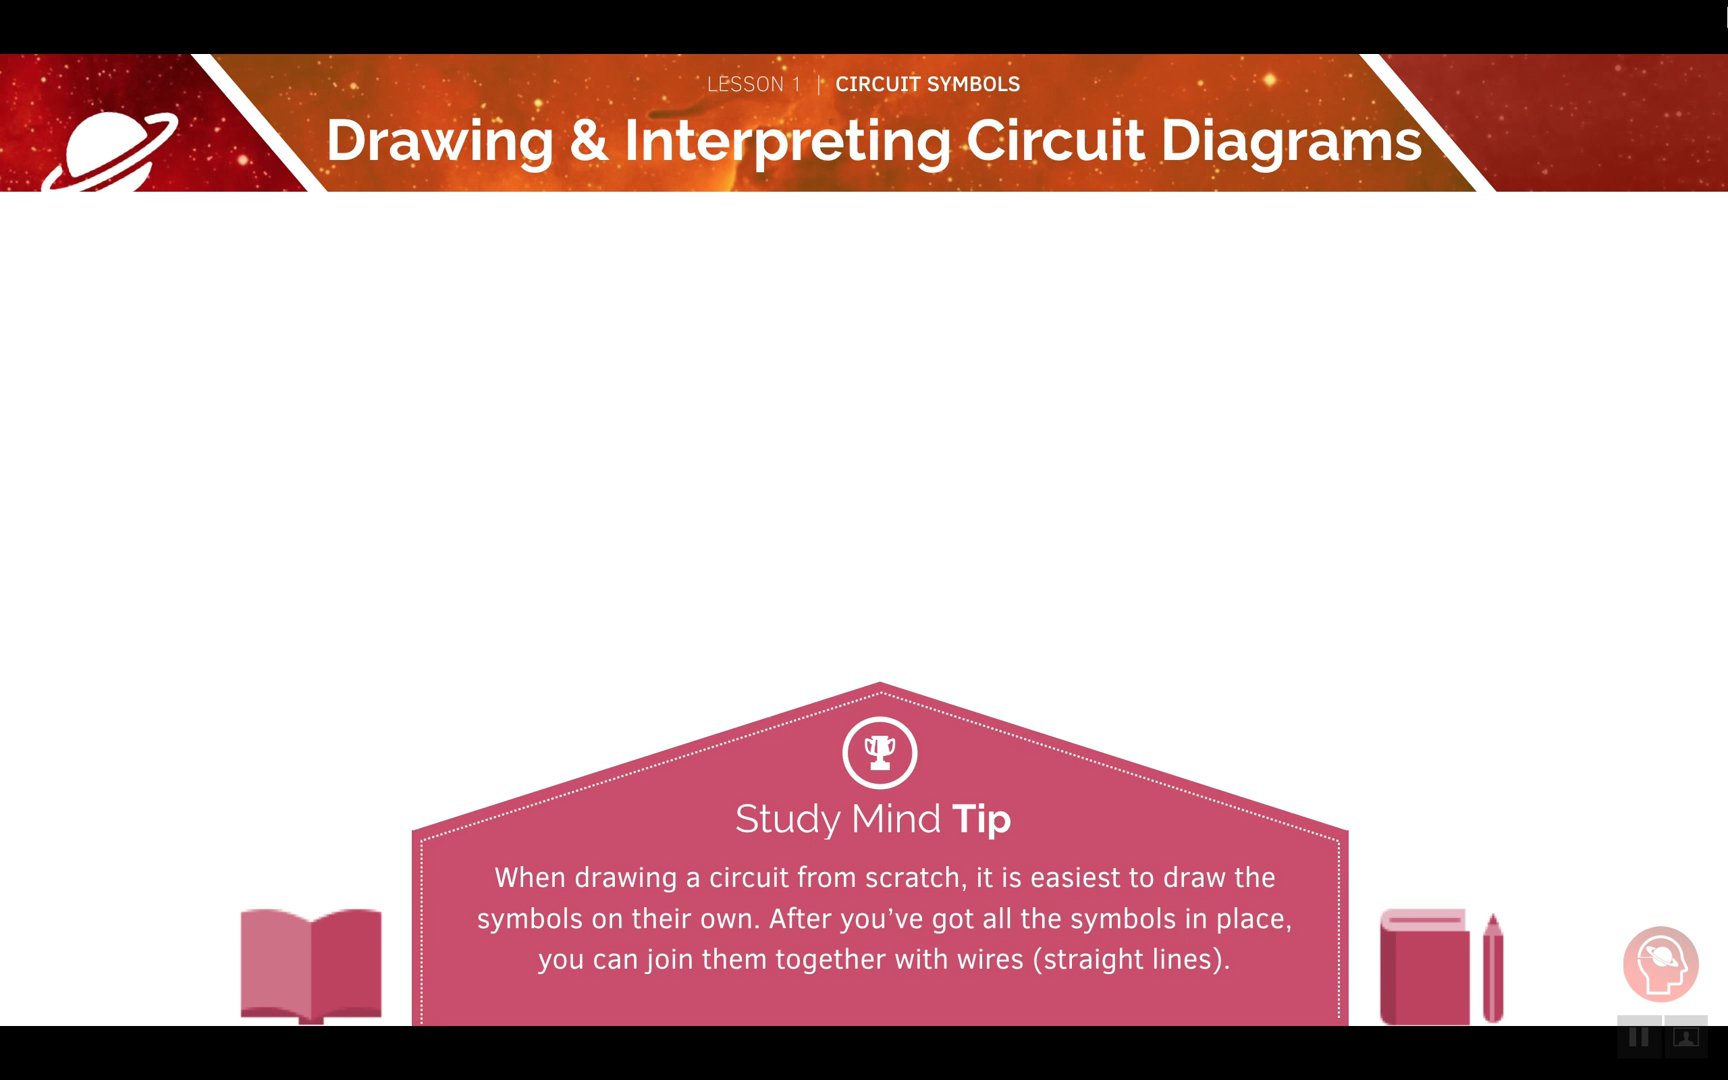 LESSON 1 | CIRCUIT SYMBOLS
Drawing & Interpreting Circuit Diagrams
Study Mind Tip
When drawing a circuit from scratch, it is easiest to draw the
symbols on their own. After you’ve got all the symbols in place,
you can join them together with wires (straight lines).